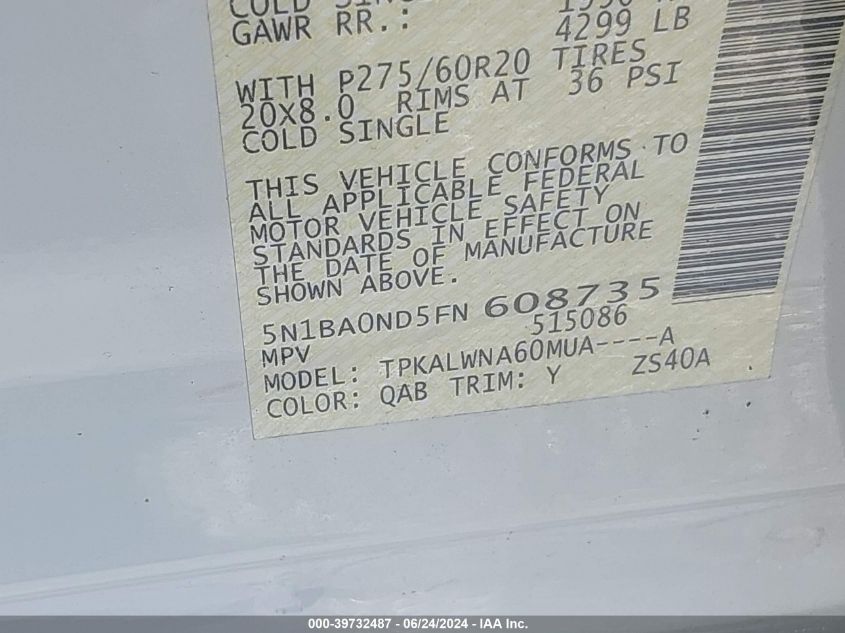 COLD
GAWR RR.: 4299 LB
WITH P275/60R20 TIRES
20X8.0 RIMS AT 36 PSI
COLD SINGLE
THIS VEHICLE CONFORMS TO
ALL APPLICABLE FEDERAL
MOTOR VEHICLE SAFETY
STANDARDS IN EFFECT ON
THE DATE OF MANUFACTURE
SHOWN ABOVE.
5N1BA0ND5FN 608735
MPV 515086
MODEL: TPKALWNA60MUA----A
COLOR: QAB TRIM: Y ZS40A
000-39732487 - 06/24/2024 - IAA Inc.